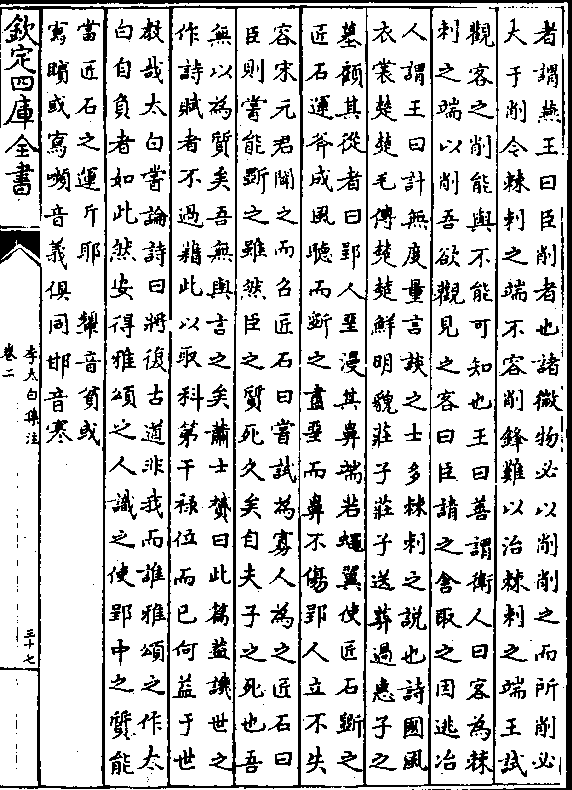 者謂燕王曰臣削者也諸微物必以削削之而所削必
大于削令棘刺之端不容削鋒難以治棘刺之端王試
觀客之削能與不能可知也王曰善謂衛人曰客為棘
刺之端以削吾欲觀見之客曰臣請之舍取之因逃冶
人謂王曰計無度量言談之士多棘刺之說也詩國風
衣裳楚楚毛傳楚楚鮮明貌莊子莊子送葬過惠子之
墓顧其從者曰郢人堊漫其鼻端若蠅翼使匠石斵之
匠石運斧成風聽而斵之盡堊而鼻不傷郢人立不失
容宋元君聞之而召匠石曰嘗試為寡人為之匠石曰
臣則嘗能斵之雖然臣之質死久矣自夫子之死也吾
無以為質矣吾無與言之矣蕭士贇曰此篇葢譏世之
作詩賦者不過藉此以取科第干祿位而已何益于世
教哉太白嘗論詩曰將復古道非我而誰雅頌之作太
白自負者如此然安得雅頌之人識之使郢中之質能
當匠石之運斤耶 顰音貧或
寫矉或寫嚬音義俱同邯音寒
欽定四庫全書
李太白集注
卷二
三十七